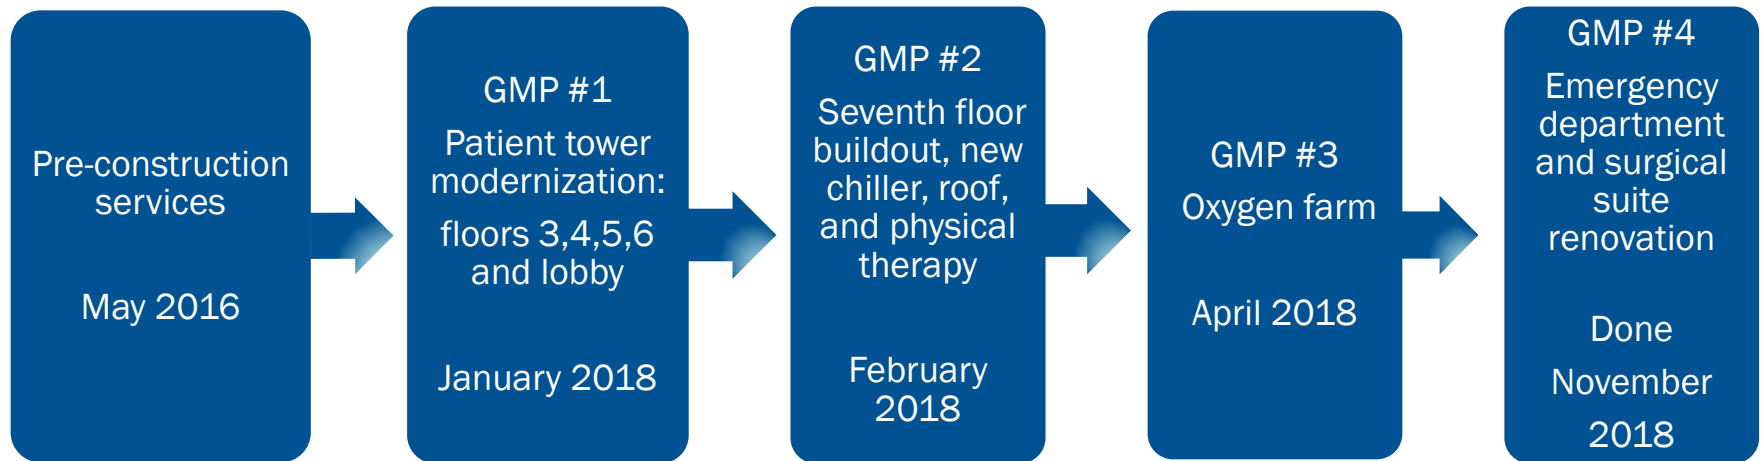 Pre-construction
services
May 2016
GMP #1
Patient tower
modernization:
floors 3,4,5,6
and lobby
January 2018
GMP #2
Seventh floor
buildout, new
chiller, roof,
and physical
therapy
February
2018
GMP #3
Oxygen farm
April 2018
GMP #4
Emergency
department
and surgical
suite
renovation
Done
November
2018